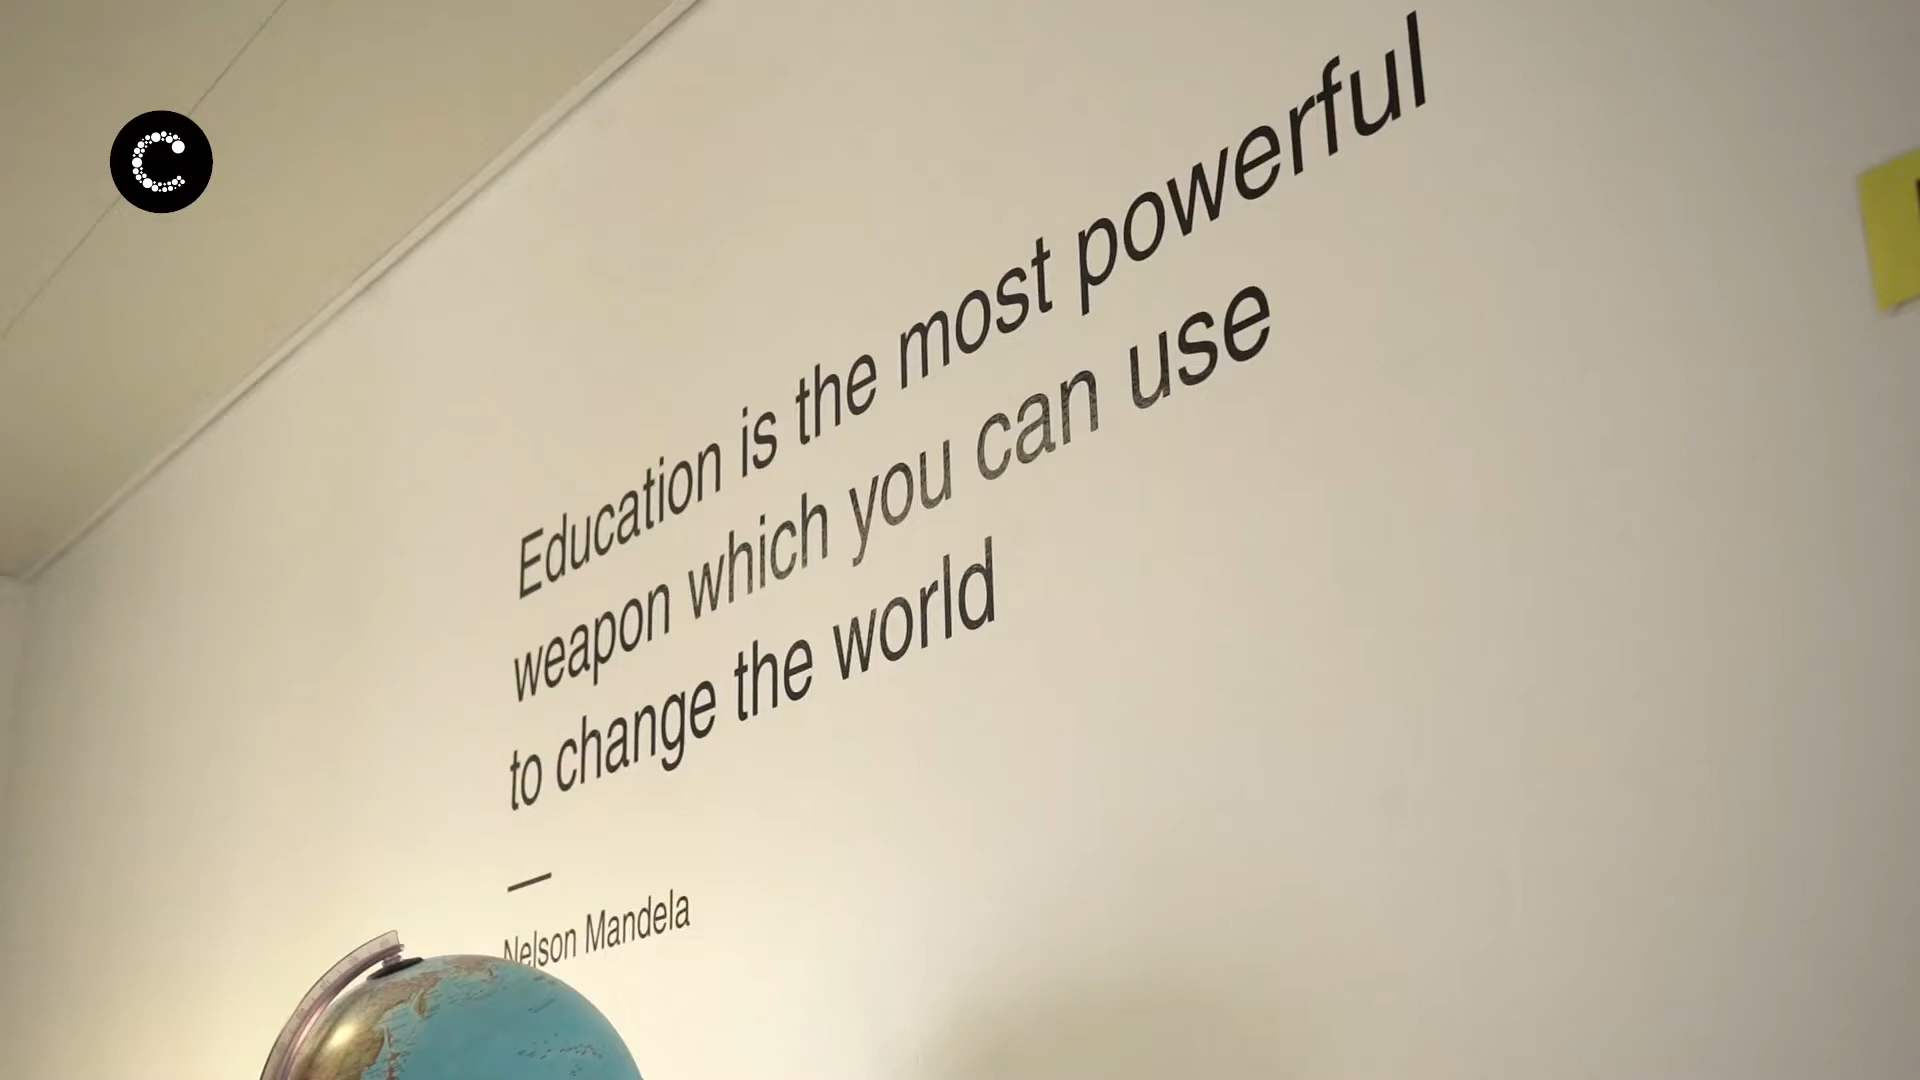 C
Education is the most powerful
weapon which you can use
to change the world
—
Nelson Mandela